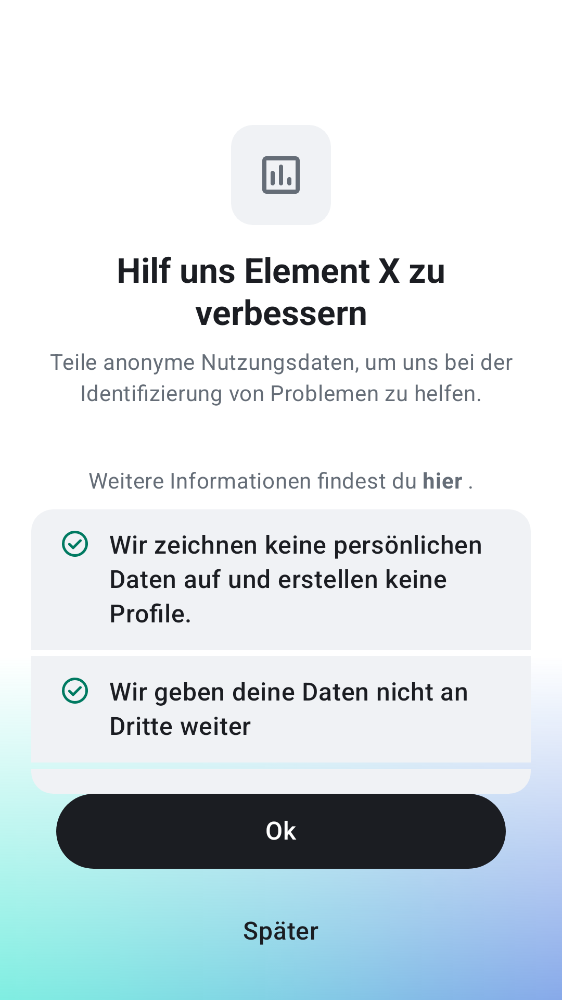 Hilf uns Element X zu
verbessern
Teile anonyme Nutzungsdaten, um uns bei der
Identifizierung von Problemen zu helfen.
Weitere Informationen findest du hier .
Wir zeichnen keine persönlichen
Daten auf und erstellen keine
Profile.
Wir geben deine Daten nicht an
Dritte weiter
Ok
Später